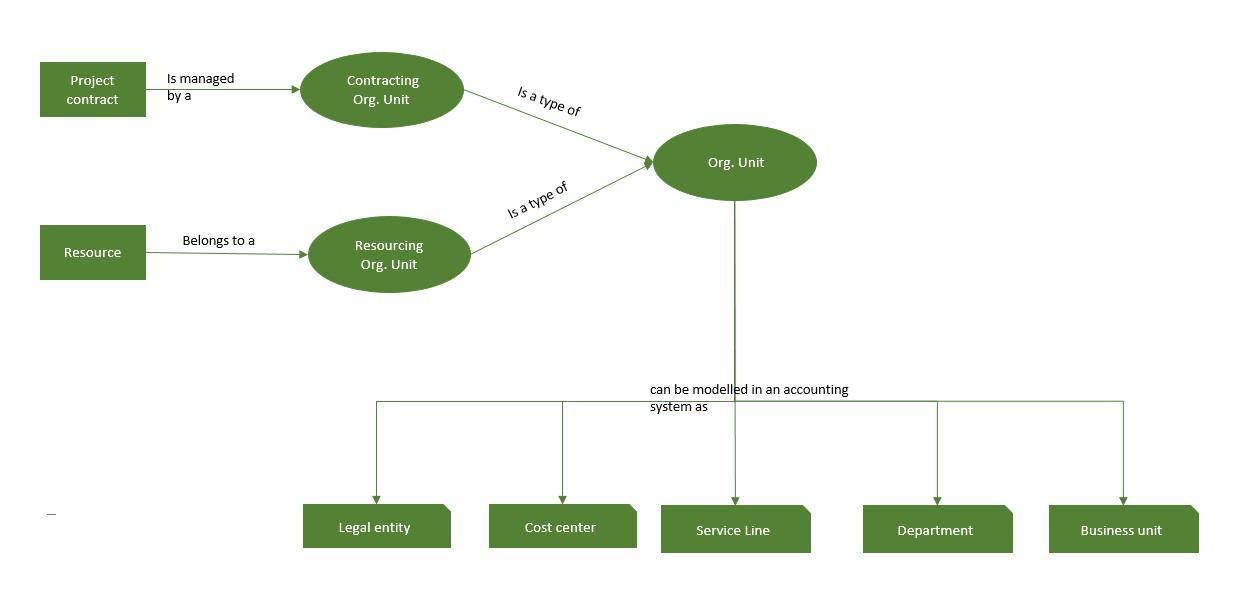 Project
contract
Is managed
by a
Contracting
Org. Unit
Is a type of
Org. Unit
Resource
Belongs to a
Resourcing
Org. Unit
Is a type of
can be modelled in an accounting
system as
Legal entity
Cost center
Service Line
Department
Business unit